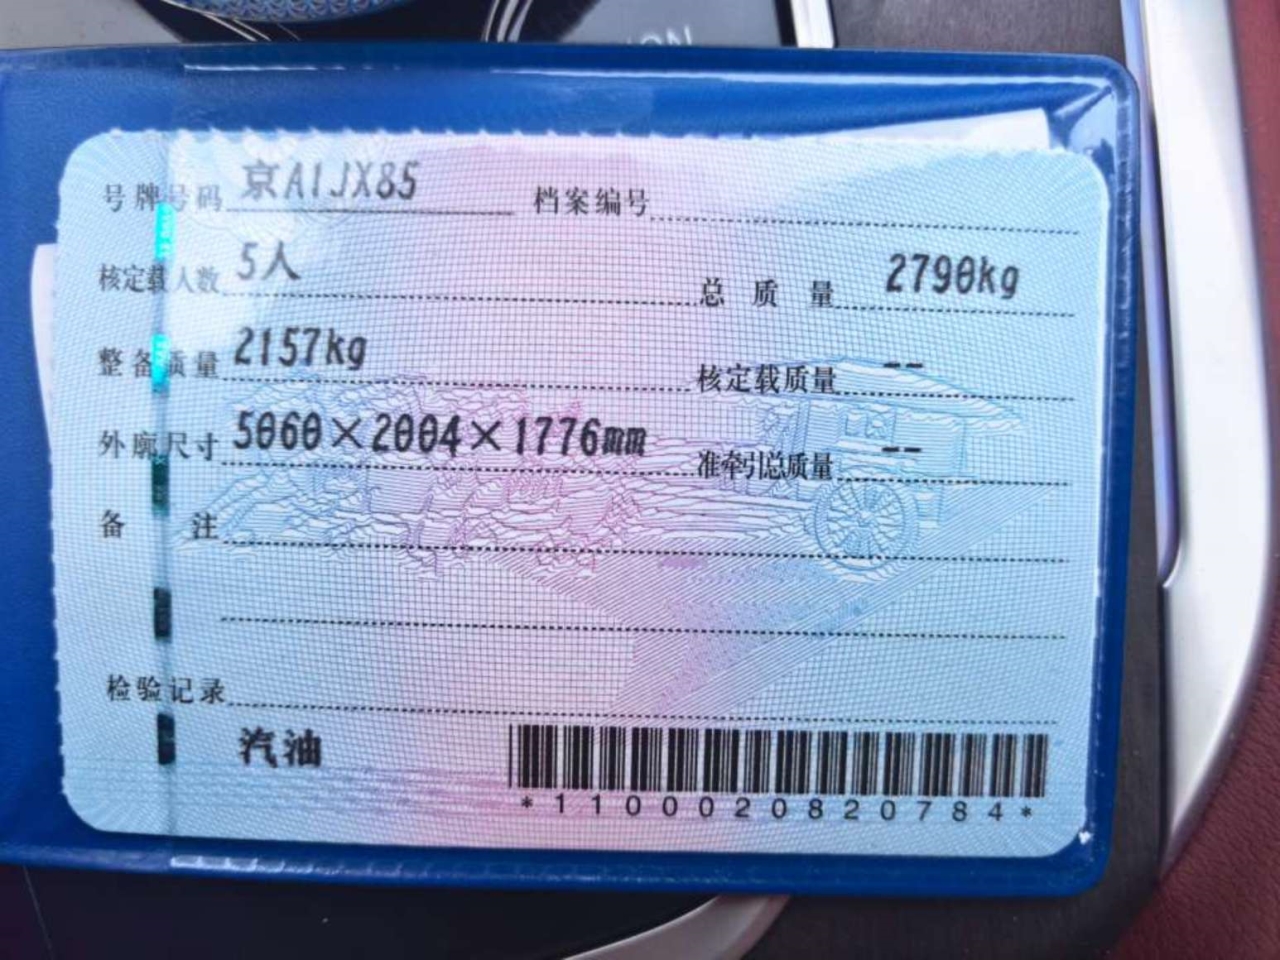 ION
号牌号码 京A1JX85 档案编号
核定载人数 5人 总质量 2790kg
整备质量 2157kg 核定载质量 --
外廓尺寸 5060×2004×1776mm 准牵引总质量 --
备注
检验记录
汽油
*1100020820784*